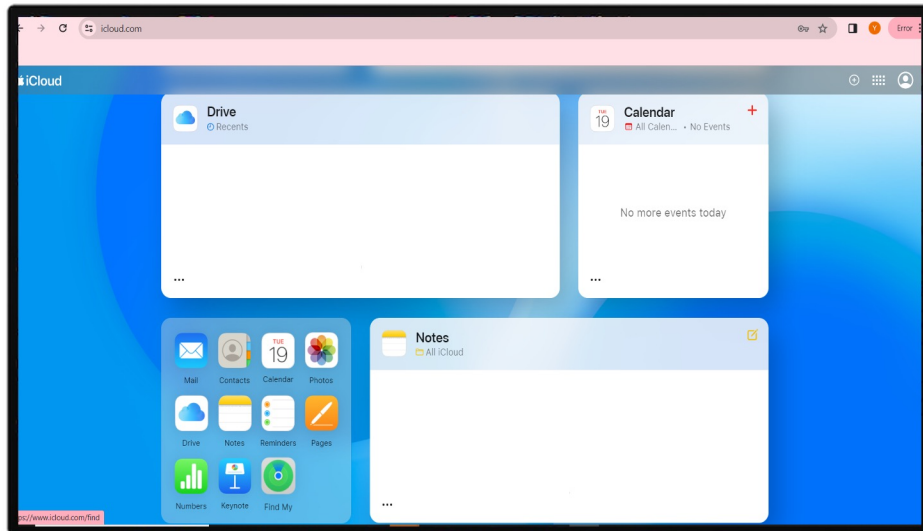 icloud.com
Error
iCloud
Drive
Recents
TUE
19
Calendar
All Calen... • No Events
No more events today
...
...
TUE
19
Mail
Contacts
Calendar
Photos
Drive
Notes
Reminders
Pages
Numbers
Keynote
Find My
Notes
All iCloud
...
ps://www.icloud.com/find